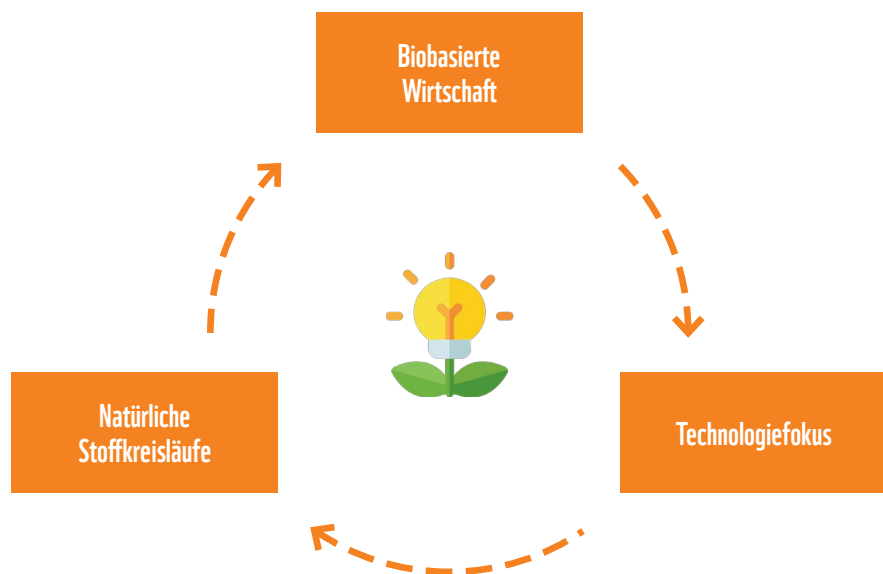 Biobasierte
Wirtschaft
Natürliche
Stoffkreisläufe
Technologiefokus